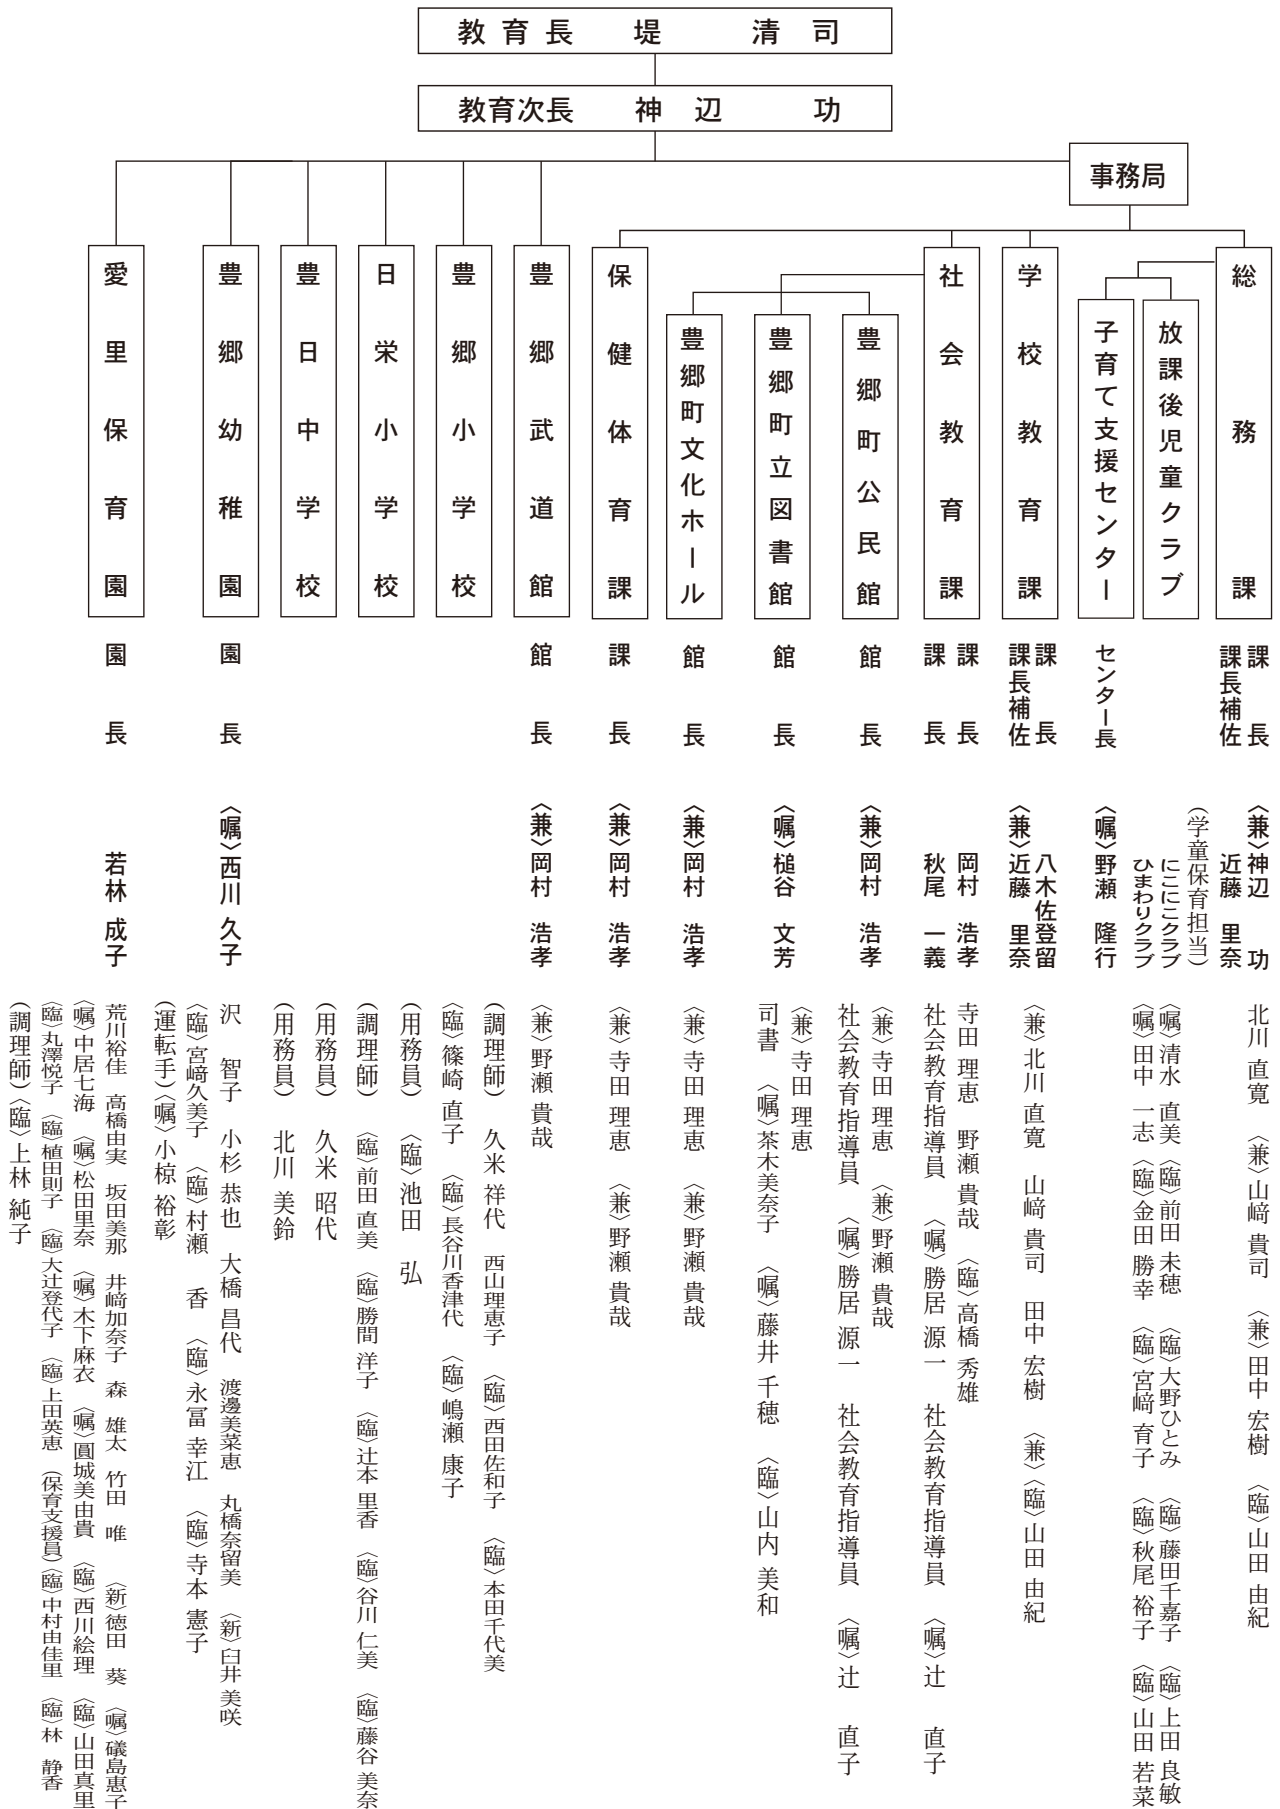 教育長 堤 清司
教育次長 神辺 功
事務局
総務課
課長 〈兼〉神辺 功
課長補佐 近藤 里奈
北川 直寛 〈兼〉山﨑 貴司 〈兼〉田中 宏樹 〈臨〉山田 由紀
放課後児童クラブ
(学童保育担当)
にこにこクラブ 〈嘱〉清水 直美 〈臨〉前田 未穂 〈臨〉大野ひとみ 〈臨〉藤田千嘉子 〈臨〉上田 良敏
ひまわりクラブ 〈嘱〉田中 一志 〈臨〉金田 勝幸 〈臨〉宮﨑 育子 〈臨〉秋尾 裕子 〈臨〉山田 若菜
子育て支援センター
センター長 〈嘱〉野瀬 隆行
学校教育課
課長 八木佐登留
課長補佐 〈兼〉近藤 里奈
〈兼〉北川 直寛 山﨑 貴司 田中 宏樹 〈兼〉〈臨〉山田 由紀
社会教育課
課長 岡村 浩孝
課長 秋尾 一義
寺田 理恵 野瀬 貴哉 〈臨〉高橋 秀雄
社会教育指導員 〈嘱〉勝居 源一 社会教育指導員 〈嘱〉辻 直子
豊郷町公民館
館長 〈兼〉岡村 浩孝
〈兼〉寺田 理恵 〈兼〉野瀬 貴哉
社会教育指導員 〈嘱〉勝居 源一 社会教育指導員 〈嘱〉辻 直子
豊郷町立図書館
館長 〈嘱〉槌谷 文芳
〈兼〉寺田 理恵
司書 〈嘱〉茶木美奈子 〈嘱〉藤井 千穂 〈臨〉山内 美和
豊郷町文化ホール
館長 〈兼〉岡村 浩孝
〈兼〉寺田 理恵 〈兼〉野瀬 貴哉
保健体育課
課長 〈兼〉岡村 浩孝
〈兼〉寺田 理恵 〈兼〉野瀬 貴哉
豊郷武道館
館長 〈兼〉岡村 浩孝
〈兼〉野瀬 貴哉
豊郷小学校
(調理師) 久米 祥代 西山理恵子 〈臨〉西田佐和子 〈臨〉本田千代美
〈臨〉篠崎 直子 〈臨〉長谷川香津代 〈臨〉嶋瀬 康子
(用務員) 〈臨〉池田 弘
日栄小学校
(調理師) 〈臨〉前田 直美 〈臨〉勝間 洋子 〈臨〉辻本 里香 〈臨〉谷川 仁美 〈臨〉藤谷 美奈
(用務員) 久米 昭代
豊日中学校
(用務員) 北川 美鈴
豊郷幼稚園
園長 〈嘱〉西川 久子
沢 智子 小杉 恭也 大橋 昌代 渡邊美菜恵 丸橋奈留美 〈新〉臼井 美咲
〈臨〉宮﨑久美子 〈臨〉村瀬 香 〈臨〉永冨 幸江 〈臨〉寺本 憲子
(運転手)〈嘱〉小椋 裕彰
愛里保育園
園長 若林 成子
荒川裕佳 高橋由実 坂田美那 井﨑加奈子 森 雄太 竹田 唯 〈新〉徳田 葵 〈嘱〉礒島恵子
〈嘱〉中居七海 〈嘱〉松田里奈 〈嘱〉木下麻衣 〈嘱〉圓城美由貴 〈臨〉西川絵理 〈臨〉山田真里
〈臨〉丸澤悦子 〈臨〉植田則子 〈臨〉大辻登代子 〈臨〉上田英恵 (保育支援員)〈臨〉中村由佳里 〈臨〉林 静香
(調理師)〈臨〉上林 純子